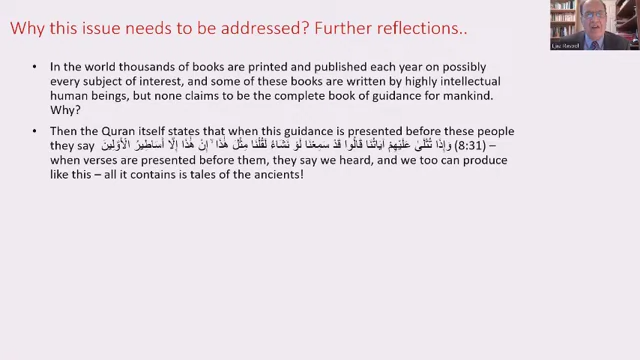 Why this issue needs to be addressed? Further reflections..
• In the world thousands of books are printed and published each year on possibly
every subject of interest, and some of these books are written by highly intellectual
human beings, but none claims to be the complete book of guidance for mankind.
Why?
• Then the Quran itself states that when this guidance is presented before these people
they say وَإِذَا تُتْلَىٰ عَلَيْهِمْ آيَاتُنَا قَالُوا قَدْ سَمِعْنَا لَوْ نَشَاءُ لَقُلْنَا مِثْلَ هَٰذَا ۙ إِنْ هَٰذَا إِلَّا أَسَاطِيرُ الْأَوَّلِينَ (8:31) –
when verses are presented before them, they say we heard, and we too can produce
like this – all it contains is tales of the ancients!